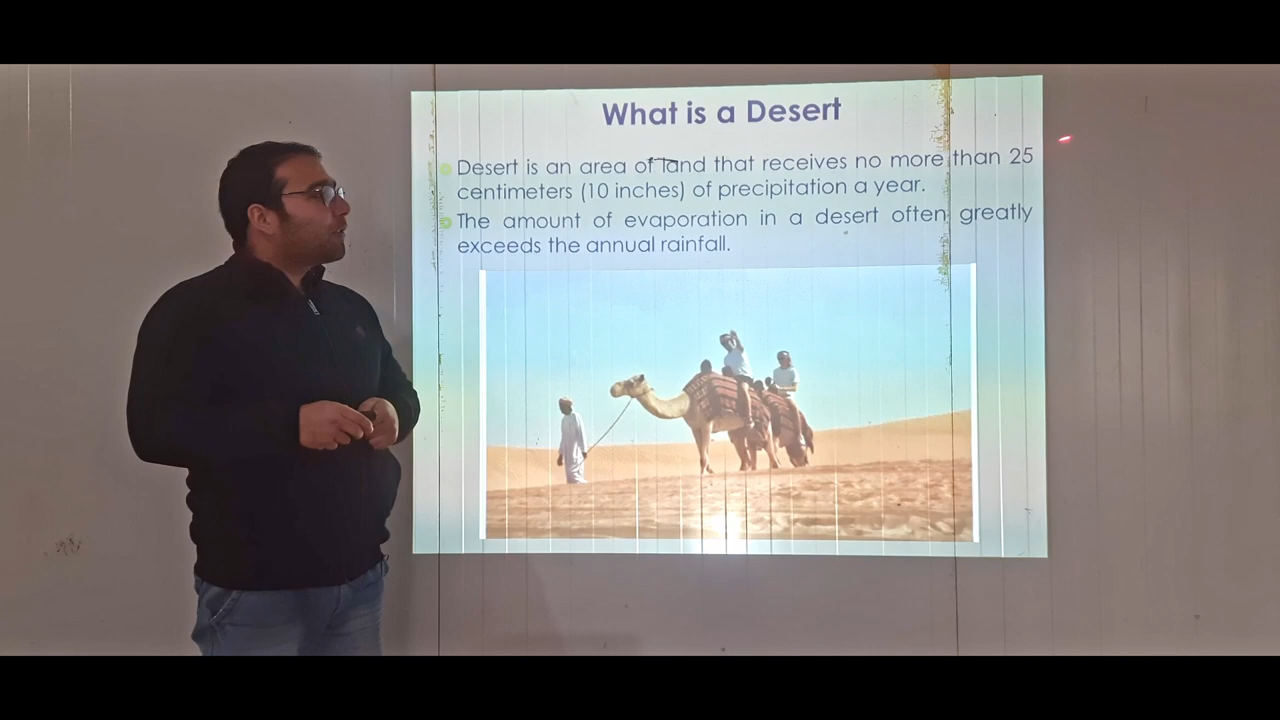 What is a Desert
Desert is an area of land that receives no more than 25
centimeters (10 inches) of precipitation a year.
The amount of evaporation in a desert often greatly
exceeds the annual rainfall.